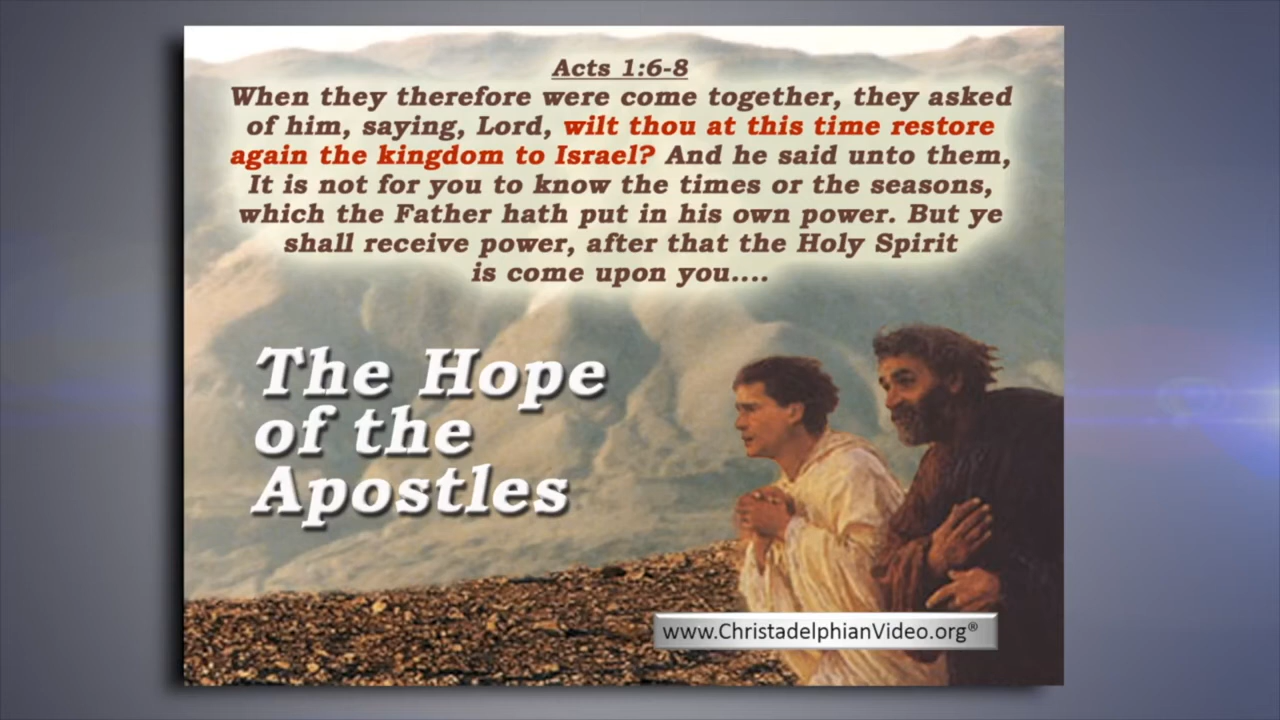 Acts 1:6-8
When they therefore were come together, they asked
of him, saying, Lord, wilt thou at this time restore
again the kingdom to Israel? And he said unto them,
It is not for you to know the times or the seasons,
which the Father hath put in his own power. But ye
shall receive power, after that the Holy Spirit
is come upon you....
The Hope
of the
Apostles
www.ChristadelphianVideo.org®